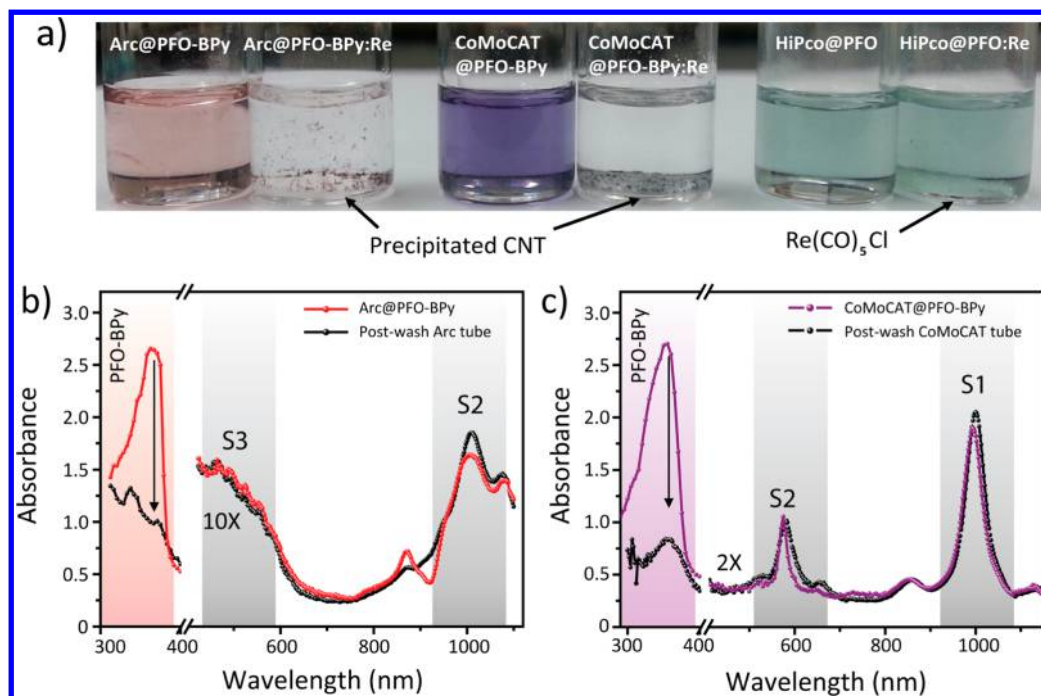 a)
Arc@PFO-BPy
Arc@PFO-BPy:Re
CoMoCAT
@PFO-BPy
CoMoCAT
@PFO-BPy:Re
HiPco@PFO
HiPco@PFO:Re
Precipitated CNT
Re(CO)5Cl
b)
Arc@PFO-BPy
Post-wash Arc tube
PFO-BPy
S3
10X
S2
Absorbance
3.0
2.5
2.0
1.5
1.0
0.5
0
300 400 600 800 1000
Wavelength (nm)
c)
CoMoCAT@PFO-BPy
Post-wash CoMoCAT tube
PFO-BPy
2X
S2
S1
Absorbance
3.0
2.5
2.0
1.5
1.0
0.5
0
300 400 600 800 1000
Wavelength (nm)